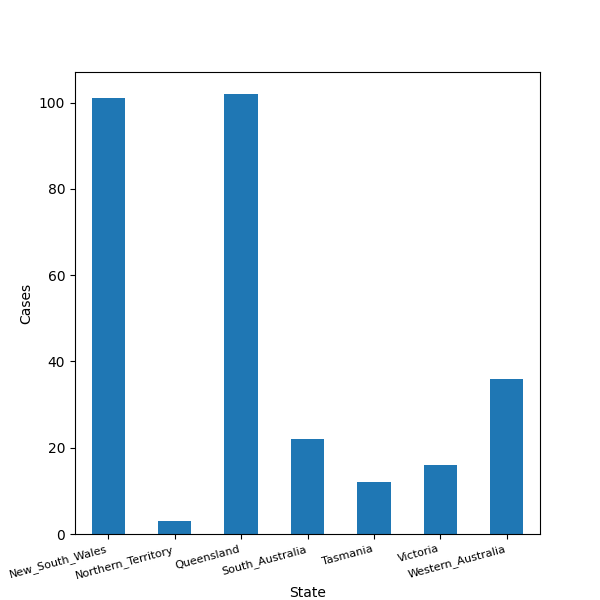 100
80
60
40
20
0
Cases
New_South_Wales
Northern_Territory
Queensland
South_Australia
Tasmania
Victoria
Western_Australia
State